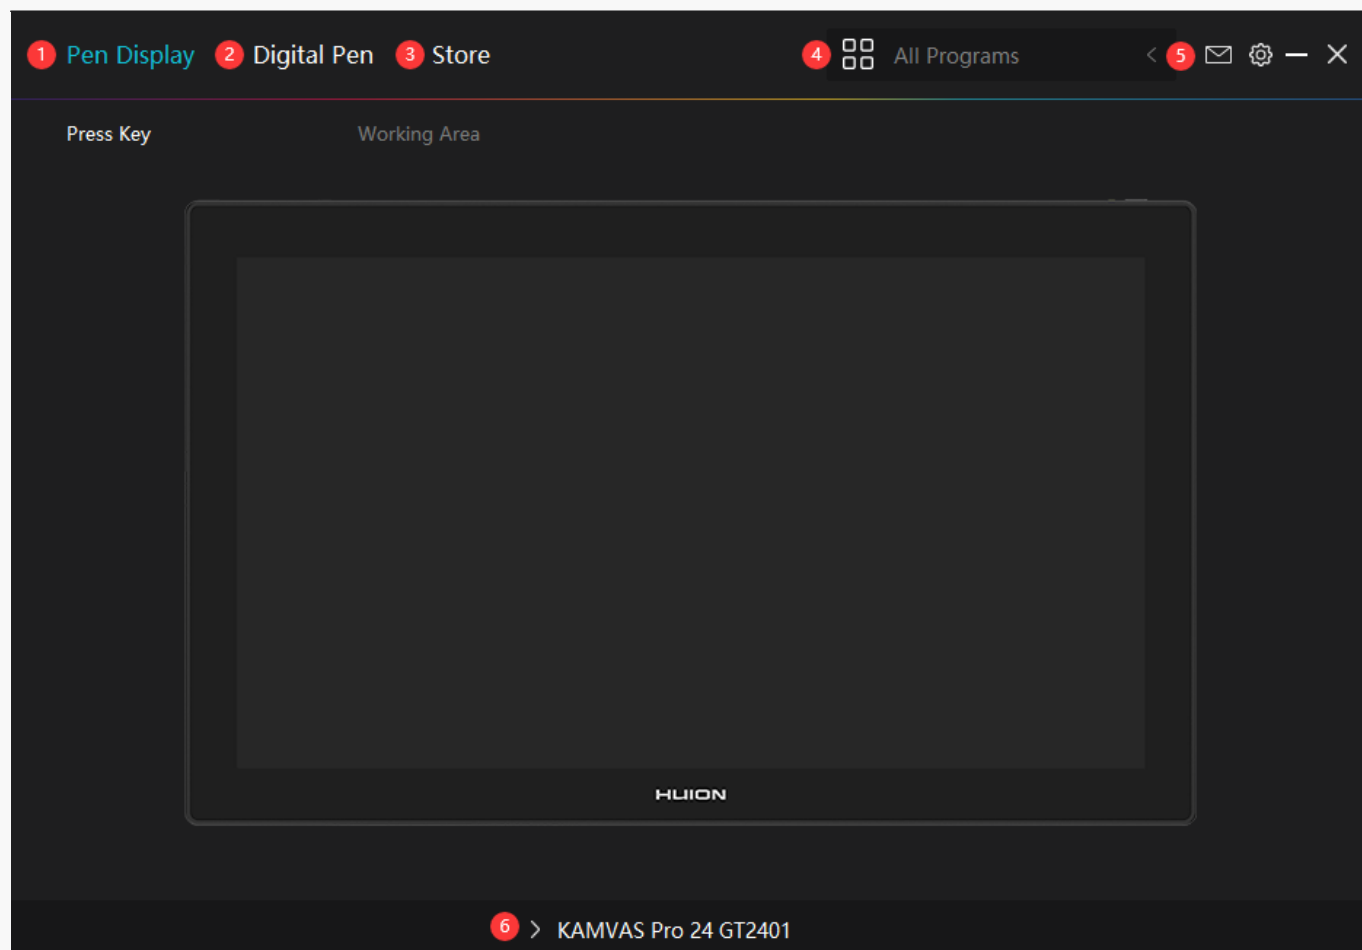 1 Pen Display 2 Digital Pen 3 Store 4 All Programs 5
Press Key Working Area
HUION
6 KAMVAS Pro 24 GT2401